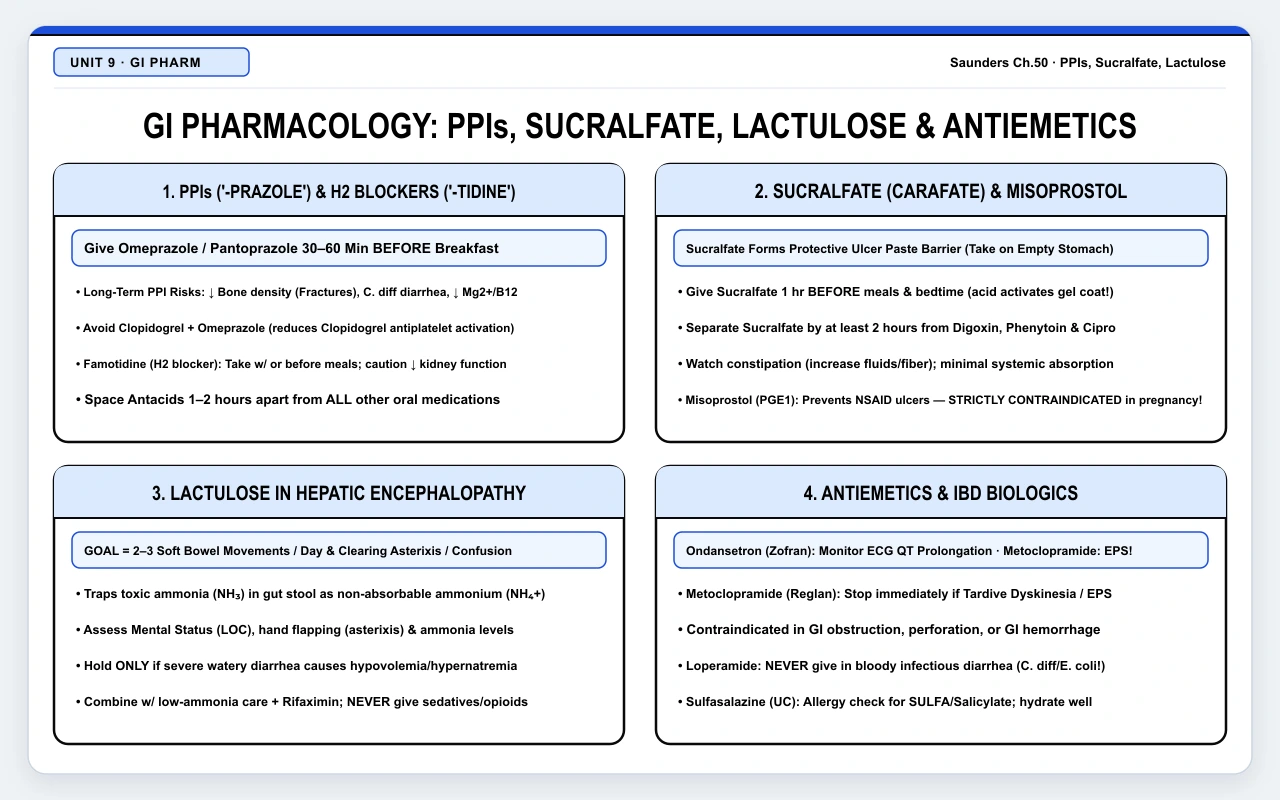 UNIT 9 · GI PHARM
Saunders Ch.50 · PPIs, Sucralfate, Lactulose
GI PHARMACOLOGY: PPIs, SUCRALFATE, LACTULOSE & ANTIEMETICS
1. PPIs ('-PRAZOLE') & H2 BLOCKERS ('-TIDINE')
Give Omeprazole / Pantoprazole 30–60 Min BEFORE Breakfast
• Long-Term PPI Risks: ↓ Bone density (Fractures), C. diff diarrhea, ↓ Mg2+/B12
• Avoid Clopidogrel + Omeprazole (reduces Clopidogrel antiplatelet activation)
• Famotidine (H2 blocker): Take w/ or before meals; caution ↓ kidney function
• Space Antacids 1–2 hours apart from ALL other oral medications
2. SUCRALFATE (CARAFATE) & MISOPROSTOL
Sucralfate Forms Protective Ulcer Paste Barrier (Take on Empty Stomach)
• Give Sucralfate 1 hr BEFORE meals & bedtime (acid activates gel coat!)
• Separate Sucralfate by at least 2 hours from Digoxin, Phenytoin & Cipro
• Watch constipation (increase fluids/fiber); minimal systemic absorption
• Misoprostol (PGE1): Prevents NSAID ulcers — STRICTLY CONTRAINDICATED in pregnancy!
3. LACTULOSE IN HEPATIC ENCEPHALOPATHY
GOAL = 2–3 Soft Bowel Movements / Day & Clearing Asterixis / Confusion
• Traps toxic ammonia (NH₃) in gut stool as non-absorbable ammonium (NH₄+)
• Assess Mental Status (LOC), hand flapping (asterixis) & ammonia levels
• Hold ONLY if severe watery diarrhea causes hypovolemia/hypernatremia
• Combine w/ low-ammonia care + Rifaximin; NEVER give sedatives/opioids
4. ANTIEMETICS & IBD BIOLOGICS
Ondansetron (Zofran): Monitor ECG QT Prolongation · Metoclopramide: EPS!
• Metoclopramide (Reglan): Stop immediately if Tardive Dyskinesia / EPS
• Contraindicated in GI obstruction, perforation, or GI hemorrhage
• Loperamide: NEVER give in bloody infectious diarrhea (C. diff/E. coli!)
• Sulfasalazine (UC): Allergy check for SULFA/Salicylate; hydrate well